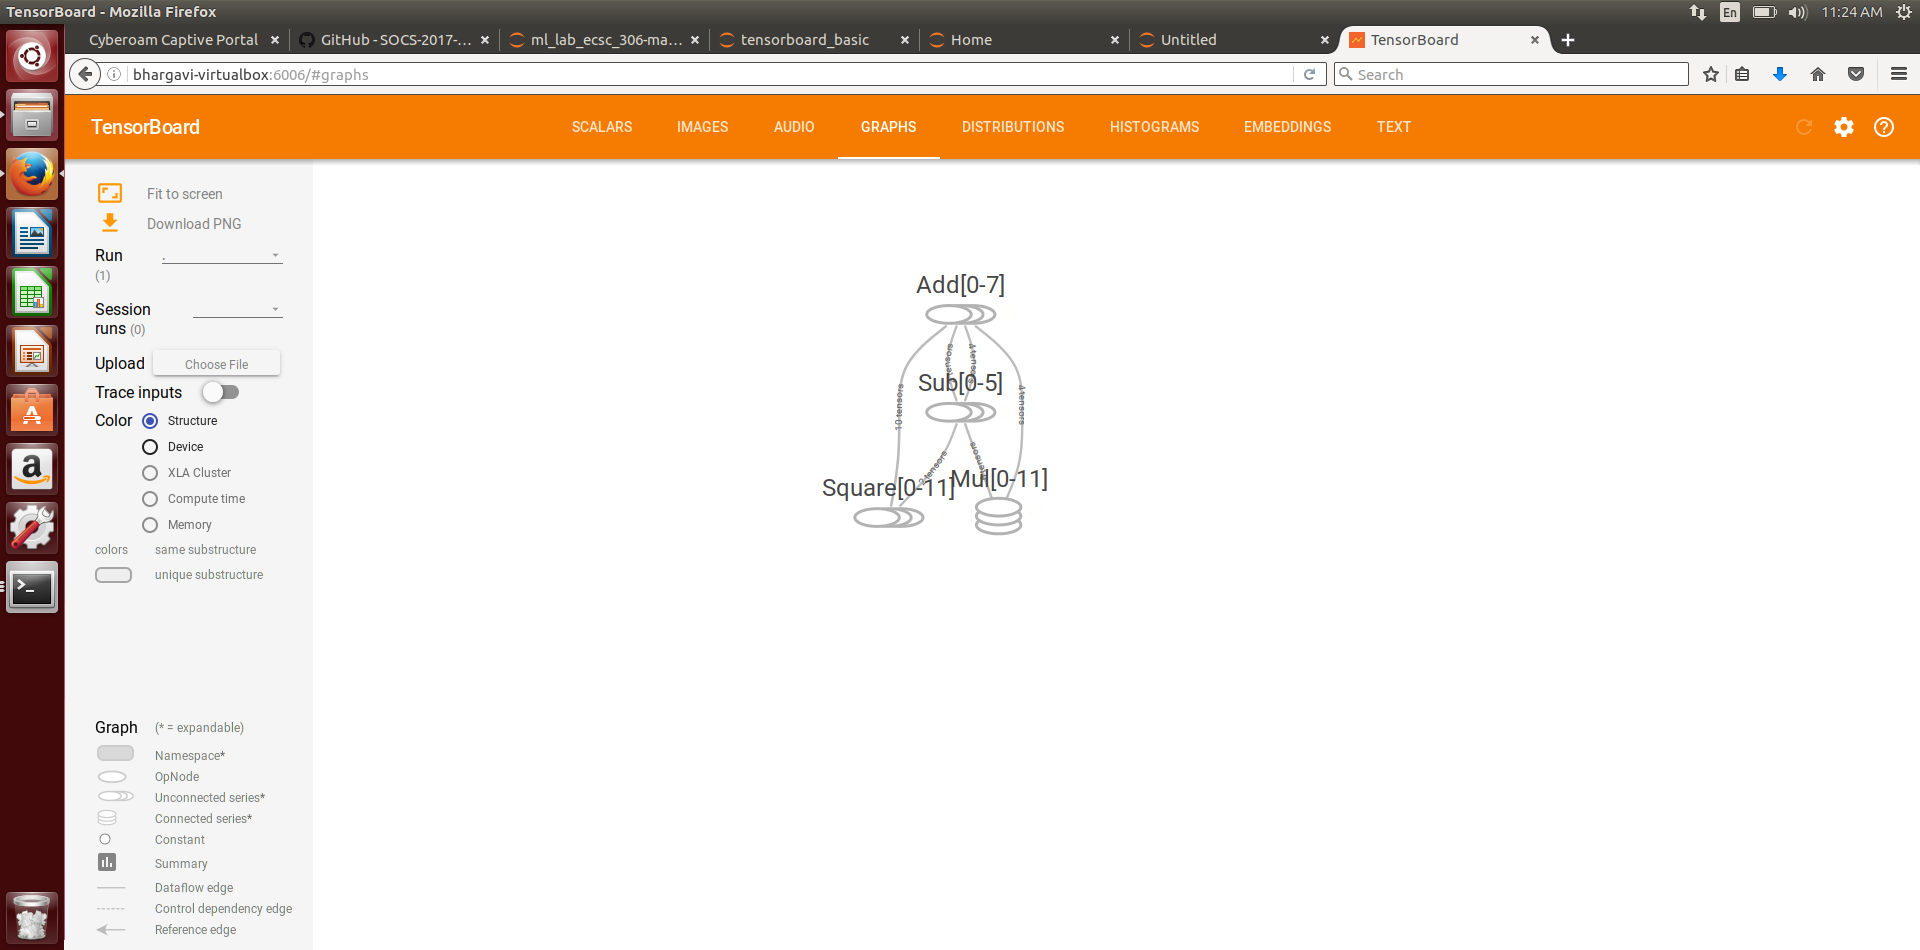 TensorBoard - Mozilla Firefox
En
11:24 AM
Cyberoam Captive Portal
GitHub - SOCS-2017-...
ml_lab_ecsc_306-ma...
tensorboard_basic
Home
Untitled
TensorBoard
bhargavi-virtualbox:6006/#graphs
Search
TensorBoard
SCALARS
IMAGES
AUDIO
GRAPHS
DISTRIBUTIONS
HISTOGRAMS
EMBEDDINGS
TEXT
Fit to screen
Download PNG
Run
(1)
.
Session
runs (0)
Upload
Choose File
Trace inputs
Color
Structure
Device
XLA Cluster
Compute time
Memory
colors
same substructure
unique substructure
Graph
(* = expandable)
Namespace*
OpNode
Unconnected series*
Connected series*
Constant
Summary
Dataflow edge
Control dependency edge
Reference edge
Add[0-7]
4 tensors
Sub[0-5]
10 tensors
4 tensors
2 tensors
tensors
Square[0-11]
Mul[0-11]